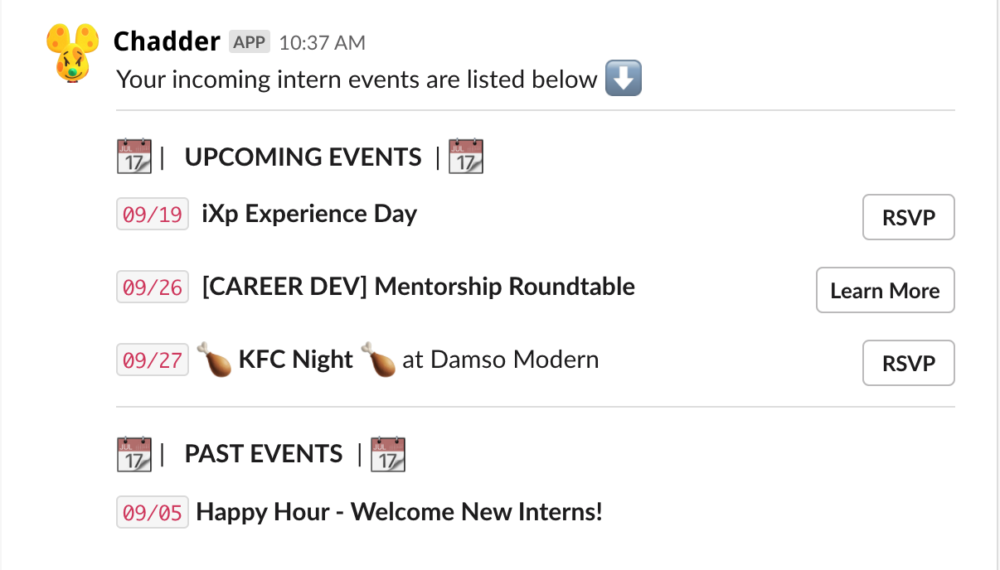 Chadder APP 10:37 AM
Your incoming intern events are listed below ⬇️
📅 | UPCOMING EVENTS | 📅
09/19 iXp Experience Day RSVP
09/26 [CAREER DEV] Mentorship Roundtable Learn More
09/27 🍗 KFC Night 🍗 at Damso Modern RSVP
📅 | PAST EVENTS | 📅
09/05 Happy Hour - Welcome New Interns!